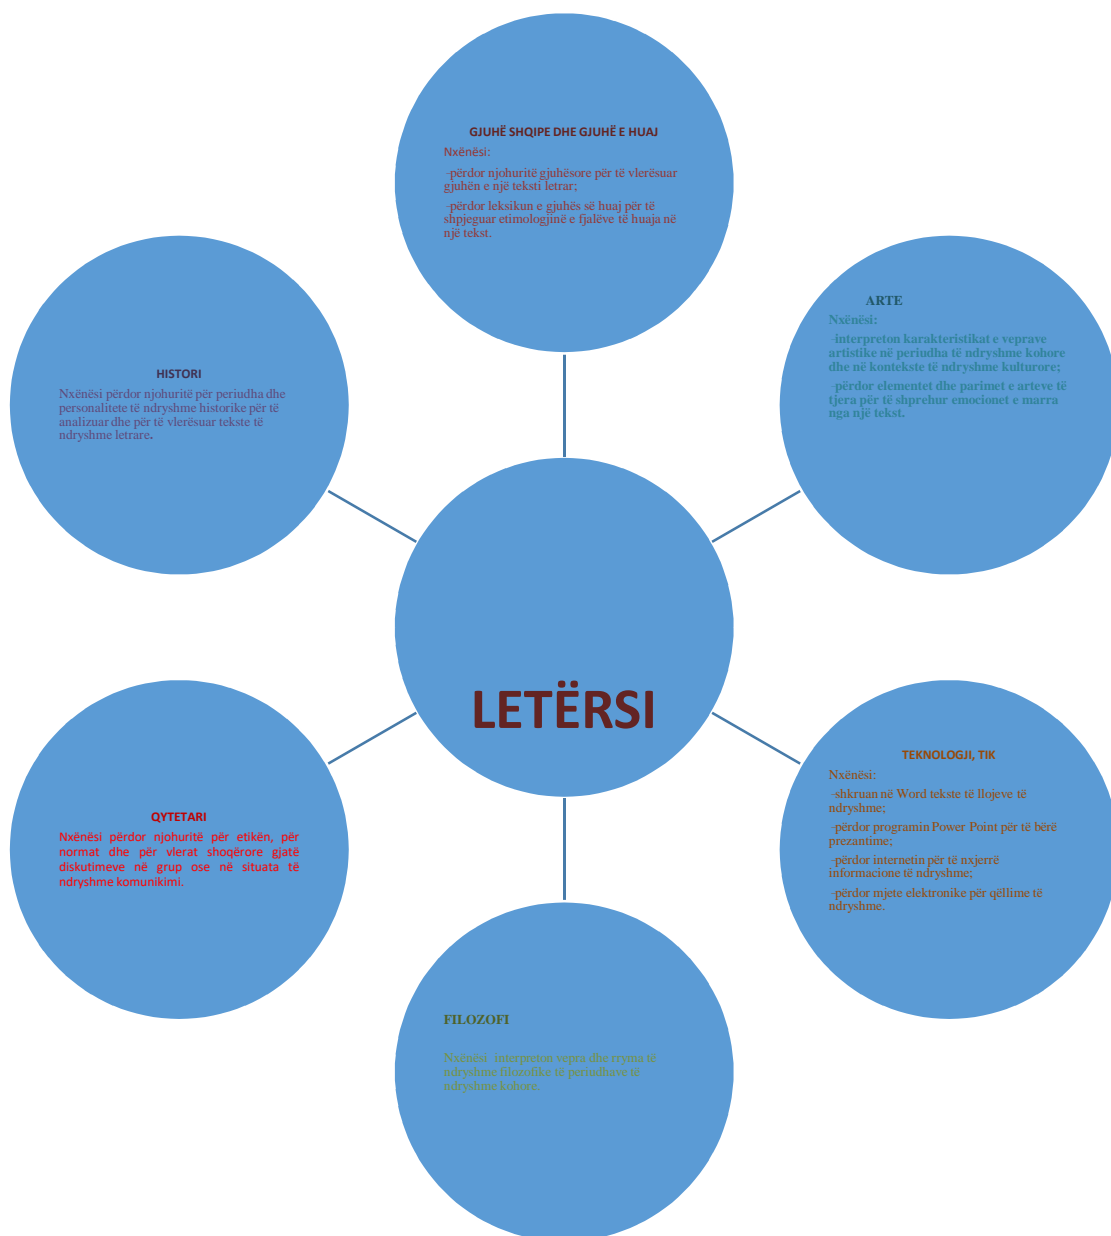 GJUHË SHQIPE DHE GJUHË E HUAJ
Nxënësi:
-përdor njohuritë gjuhësore për të vlerësuar
gjuhën e një teksti letrar;
-përdor leksikun e gjuhës së huaj për të
shpjeguar etimologjinë e fjalëve të huaja në
një tekst.
ARTE
Nxënësi:
-interpreton karakteristikat e veprave
artistike në periudha të ndryshme kohore
dhe në kontekste të ndryshme kulturore;
-përdor elementet dhe parimet e arteve të
tjera për të shprehur emocionet e marra
nga një tekst.
HISTORI
Nxënësi përdor njohuritë për periudha dhe
personalitete të ndryshme historike për të
analizuar dhe për të vlerësuar tekste të
ndryshme letrare.
LETËRSI
TEKNOLOGJI, TIK
Nxënësi:
-shkruan në Word tekste të llojeve të
ndryshme;
-përdor programin Power Point për të bërë
prezantime;
-përdor internetin për të nxjerrë
informacione të ndryshme;
-përdor mjete elektronike për qëllime të
ndryshme.
QYTETARI
Nxënësi përdor njohuritë për etikën, për
normat dhe për vlerat shoqërore gjatë
diskutimeve në grup ose në situata të
ndryshme komunikimi.
FILOZOFI
Nxënësi interpreton vepra dhe rryma të
ndryshme filozofike të periudhave të
ndryshme kohore.